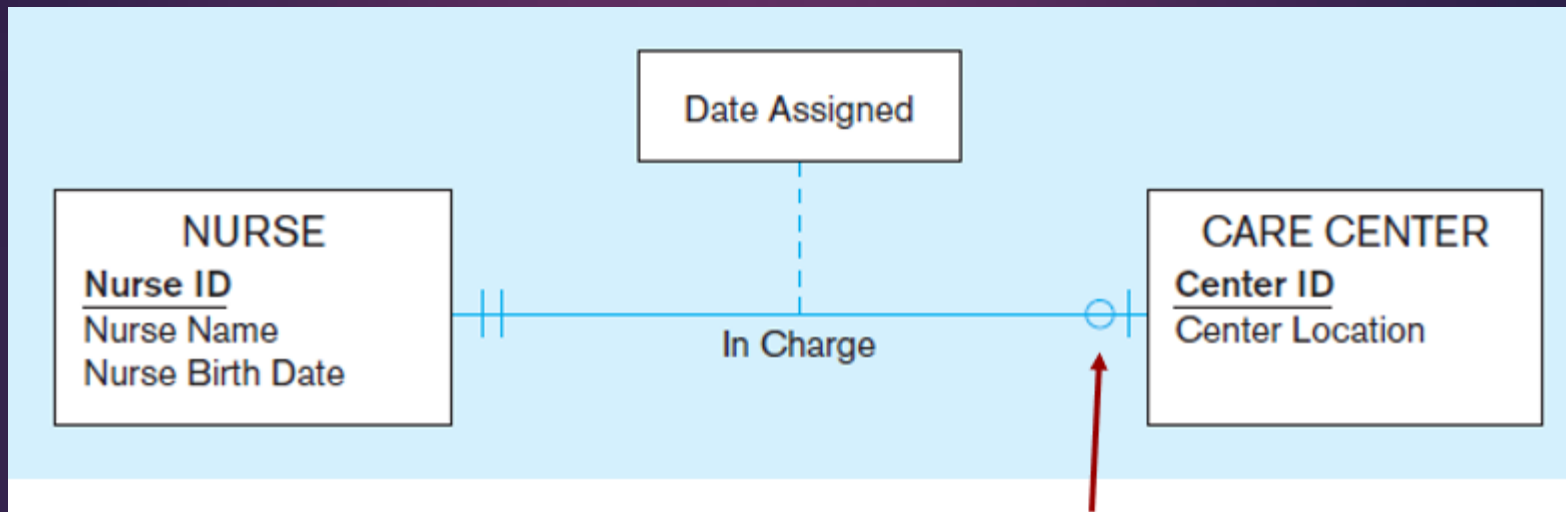 Date Assigned
NURSE
Nurse ID
Nurse Name
Nurse Birth Date
In Charge
CARE CENTER
Center ID
Center Location